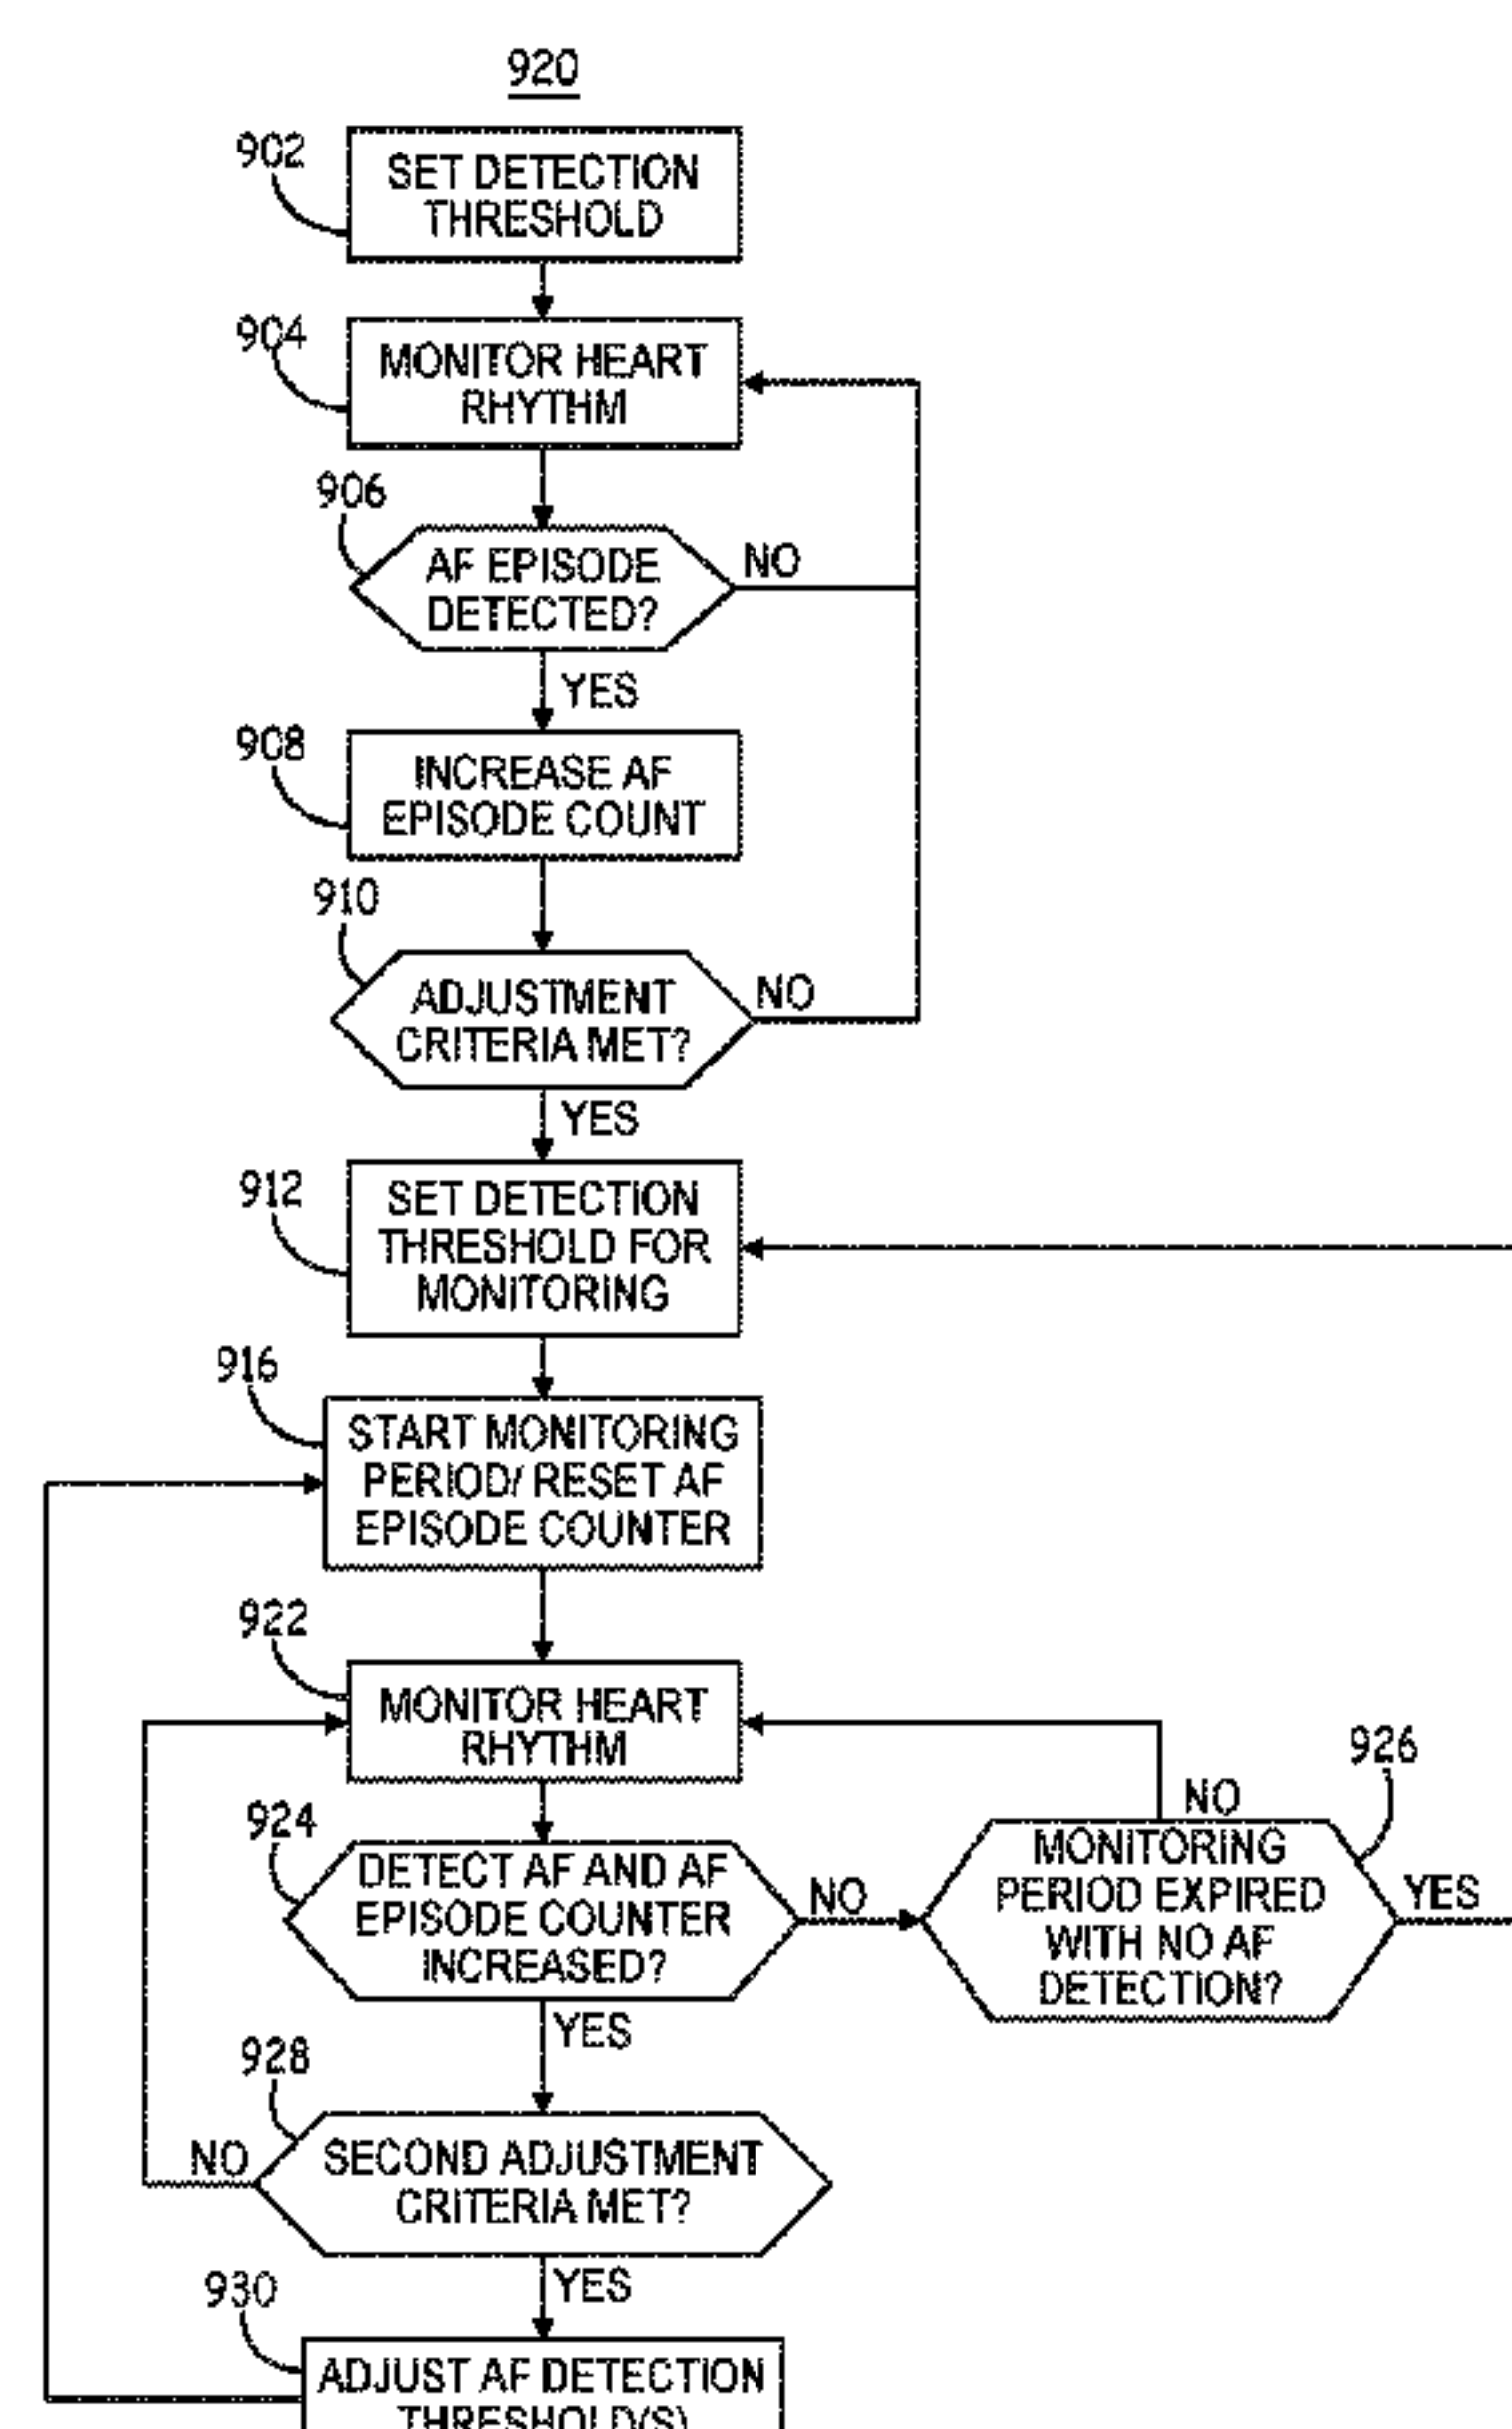 920
902
SET DETECTION
THRESHOLD
904
MONITOR HEART
RHYTHM
906
AF EPISODE
DETECTED?
NO
YES
908
INCREASE AF
EPISODE COUNT
910
ADJUSTMENT
CRITERIA MET?
NO
YES
912
SET DETECTION
THRESHOLD FOR
MONITORING
916
START MONITORING
PERIOD/ RESET AF
EPISODE COUNTER
922
MONITOR HEART
RHYTHM
924
DETECT AF AND AF
EPISODE COUNTER
INCREASED?
NO
926
NO
MONITORING
PERIOD EXPIRED
WITH NO AF
DETECTION?
YES
YES
928
NO
SECOND ADJUSTMENT
CRITERIA MET?
YES
930
ADJUST AF DETECTION
THRESHOLD(S)